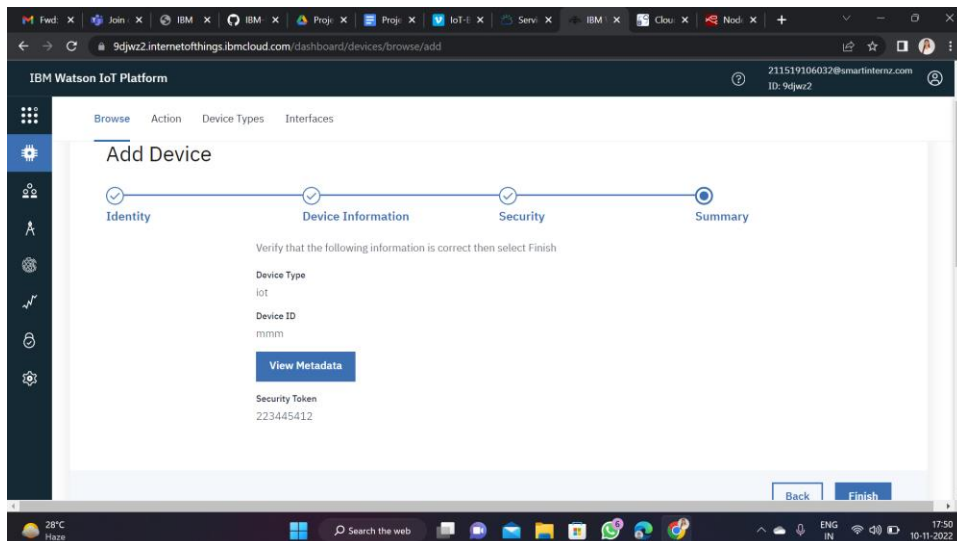 Fwd:
Join
IBM
IBM-
Proje
Proje
IoT-E
Servi
IBM
Clou
Node
9djwz2.internetofthings.ibmcloud.com/dashboard/devices/browse/add
IBM Watson IoT Platform
211519106032@smartinternz.com
ID: 9djwz2
Browse Action Device Types Interfaces
Add Device
Identity Device Information Security Summary
Verify that the following information is correct then select Finish
Device Type
iot
Device ID
mmm
View Metadata
Security Token
223445412
Back Finish
28°C
Haze
Search the web
6
ENG
IN
17:50
10-11-2022